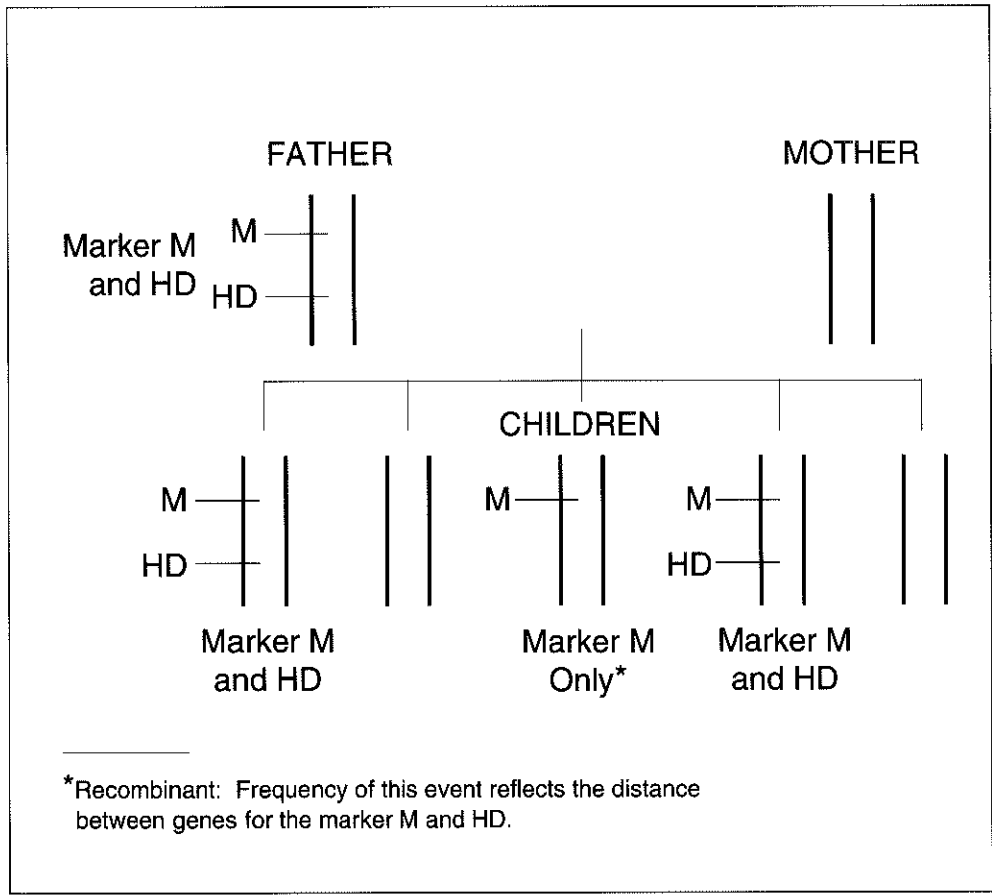 FATHER
MOTHER
Marker M
and HD
M
HD
CHILDREN
M
HD
M
M
HD
Marker M
and HD
Marker M
Only*
Marker M
and HD
*Recombinant: Frequency of this event reflects the distance
between genes for the marker M and HD.